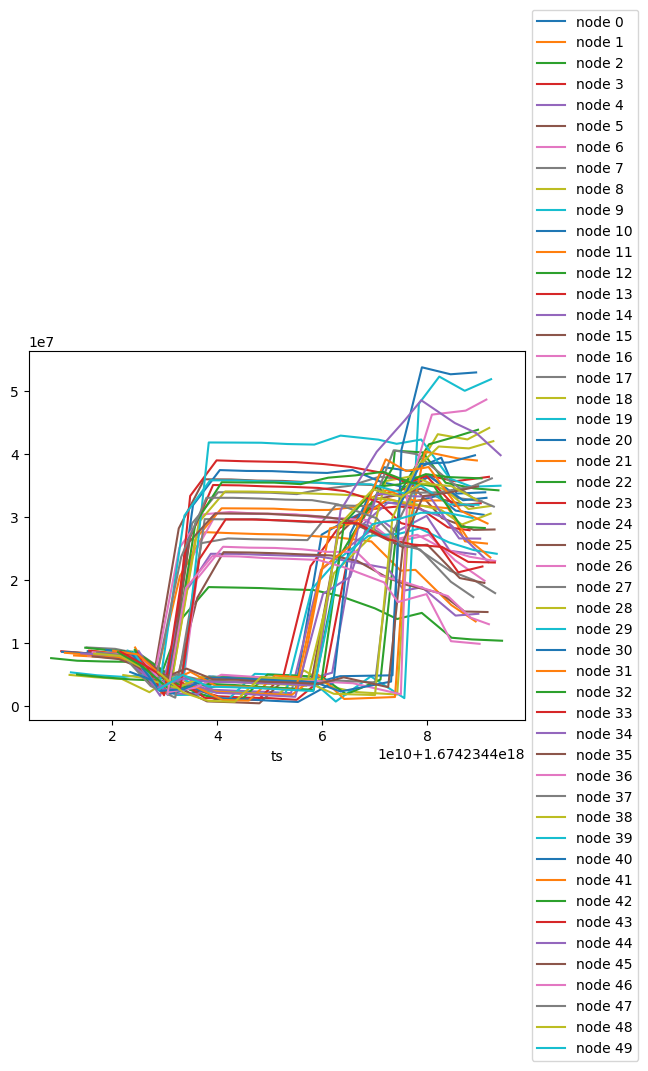 1e7
5
4
3
2
1
0
2
4
6
8
ts
1e10+1.6742344e18
node 0
node 1
node 2
node 3
node 4
node 5
node 6
node 7
node 8
node 9
node 10
node 11
node 12
node 13
node 14
node 15
node 16
node 17
node 18
node 19
node 20
node 21
node 22
node 23
node 24
node 25
node 26
node 27
node 28
node 29
node 30
node 31
node 32
node 33
node 34
node 35
node 36
node 37
node 38
node 39
node 40
node 41
node 42
node 43
node 44
node 45
node 46
node 47
node 48
node 49